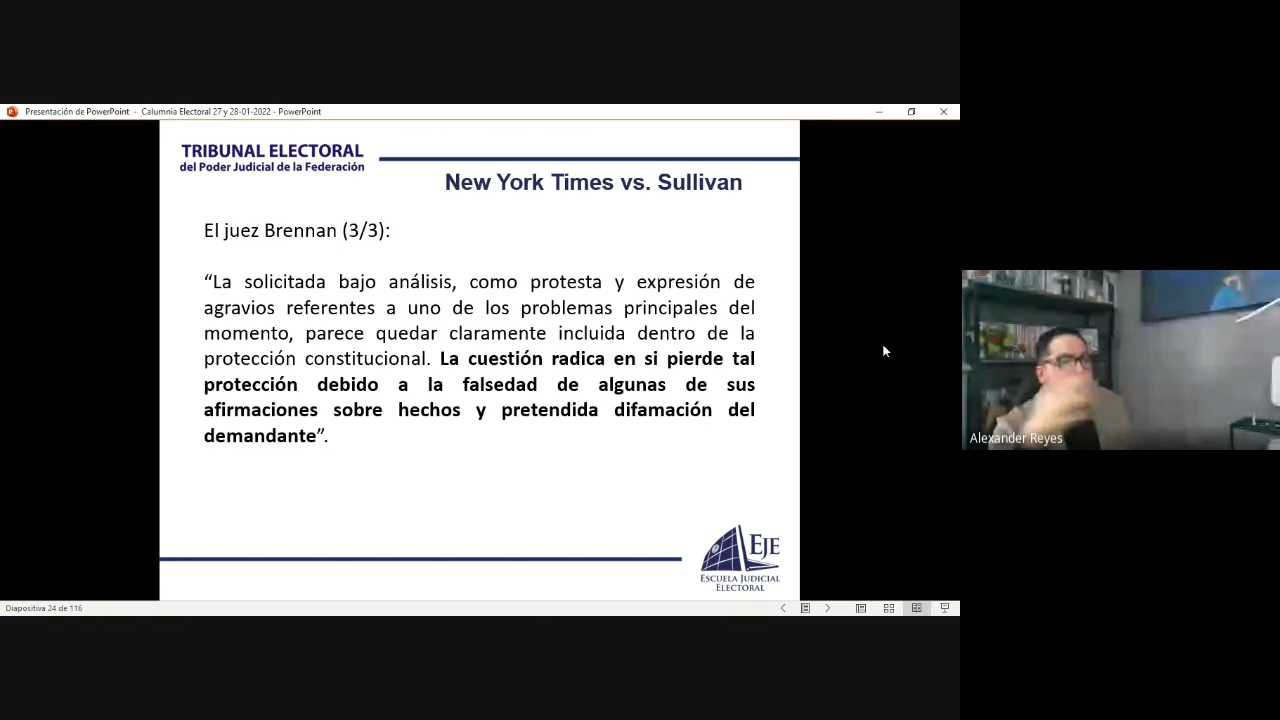 Presentación de PowerPoint - Calumnia Electoral 27 y 28-01-2022 - PowerPoint
TRIBUNAL ELECTORAL
del Poder Judicial de la Federación
New York Times vs. Sullivan
El juez Brennan (3/3):
“La solicitada bajo análisis, como protesta y expresión de
agravios referentes a uno de los problemas principales del
momento, parece quedar claramente incluida dentro de la
protección constitucional. La cuestión radica en si pierde tal
protección debido a la falsedad de algunas de sus
afirmaciones sobre hechos y pretendida difamación del
demandante”.
EJE
ESCUELA JUDICIAL
ELECTORAL
Diapositiva 24 de 116
Alexander Reyes